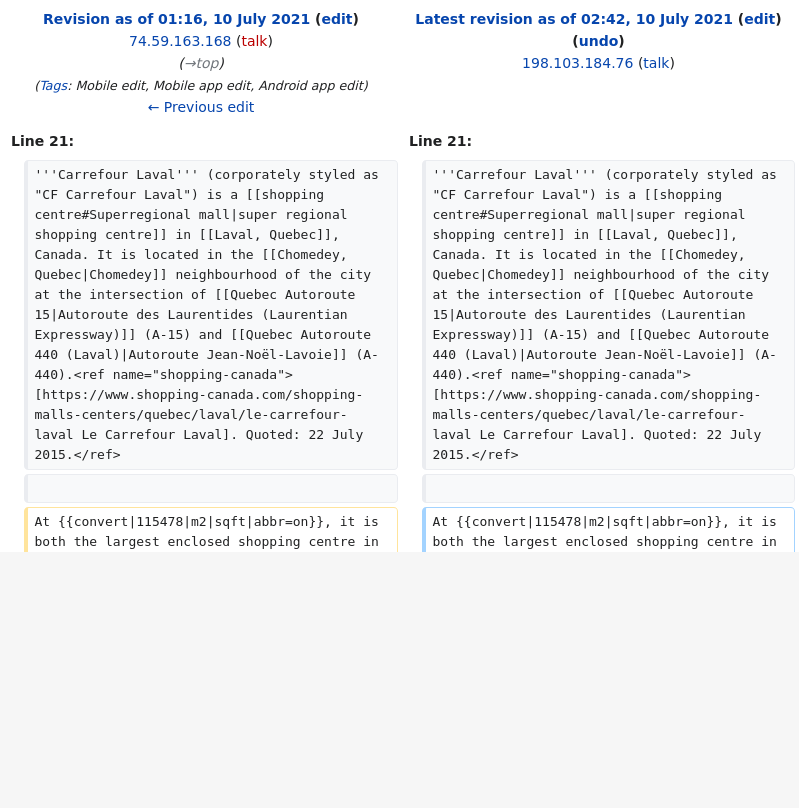 Revision as of 01:16, 10 July 2021 (edit)
74.59.163.168 (talk)
(→top)
(Tags: Mobile edit, Mobile app edit, Android app edit)
← Previous edit
Latest revision as of 02:42, 10 July 2021 (edit)
(undo)
198.103.184.76 (talk)
Line 21:
'''Carrefour Laval''' (corporately styled as
"CF Carrefour Laval") is a [[shopping
centre#Superregional mall|super regional
shopping centre]] in [[Laval, Quebec]],
Canada. It is located in the [[Chomedey,
Quebec|Chomedey]] neighbourhood of the city
at the intersection of [[Quebec Autoroute
15|Autoroute des Laurentides (Laurentian
Expressway)]] (A-15) and [[Quebec Autoroute
440 (Laval)|Autoroute Jean-Noël-Lavoie]] (A-
440).<ref name="shopping-canada">
[https://www.shopping-canada.com/shopping-
malls-centers/quebec/laval/le-carrefour-
laval Le Carrefour Laval]. Quoted: 22 July
2015.</ref>
At {{convert|115478|m2|sqft|abbr=on}}, it is
both the largest enclosed shopping centre in
Line 21:
'''Carrefour Laval''' (corporately styled as
"CF Carrefour Laval") is a [[shopping
centre#Superregional mall|super regional
shopping centre]] in [[Laval, Quebec]],
Canada. It is located in the [[Chomedey,
Quebec|Chomedey]] neighbourhood of the city
at the intersection of [[Quebec Autoroute
15|Autoroute des Laurentides (Laurentian
Expressway)]] (A-15) and [[Quebec Autoroute
440 (Laval)|Autoroute Jean-Noël-Lavoie]] (A-
440).<ref name="shopping-canada">
[https://www.shopping-canada.com/shopping-
malls-centers/quebec/laval/le-carrefour-
laval Le Carrefour Laval]. Quoted: 22 July
2015.</ref>
At {{convert|115478|m2|sqft|abbr=on}}, it is
both the largest enclosed shopping centre in